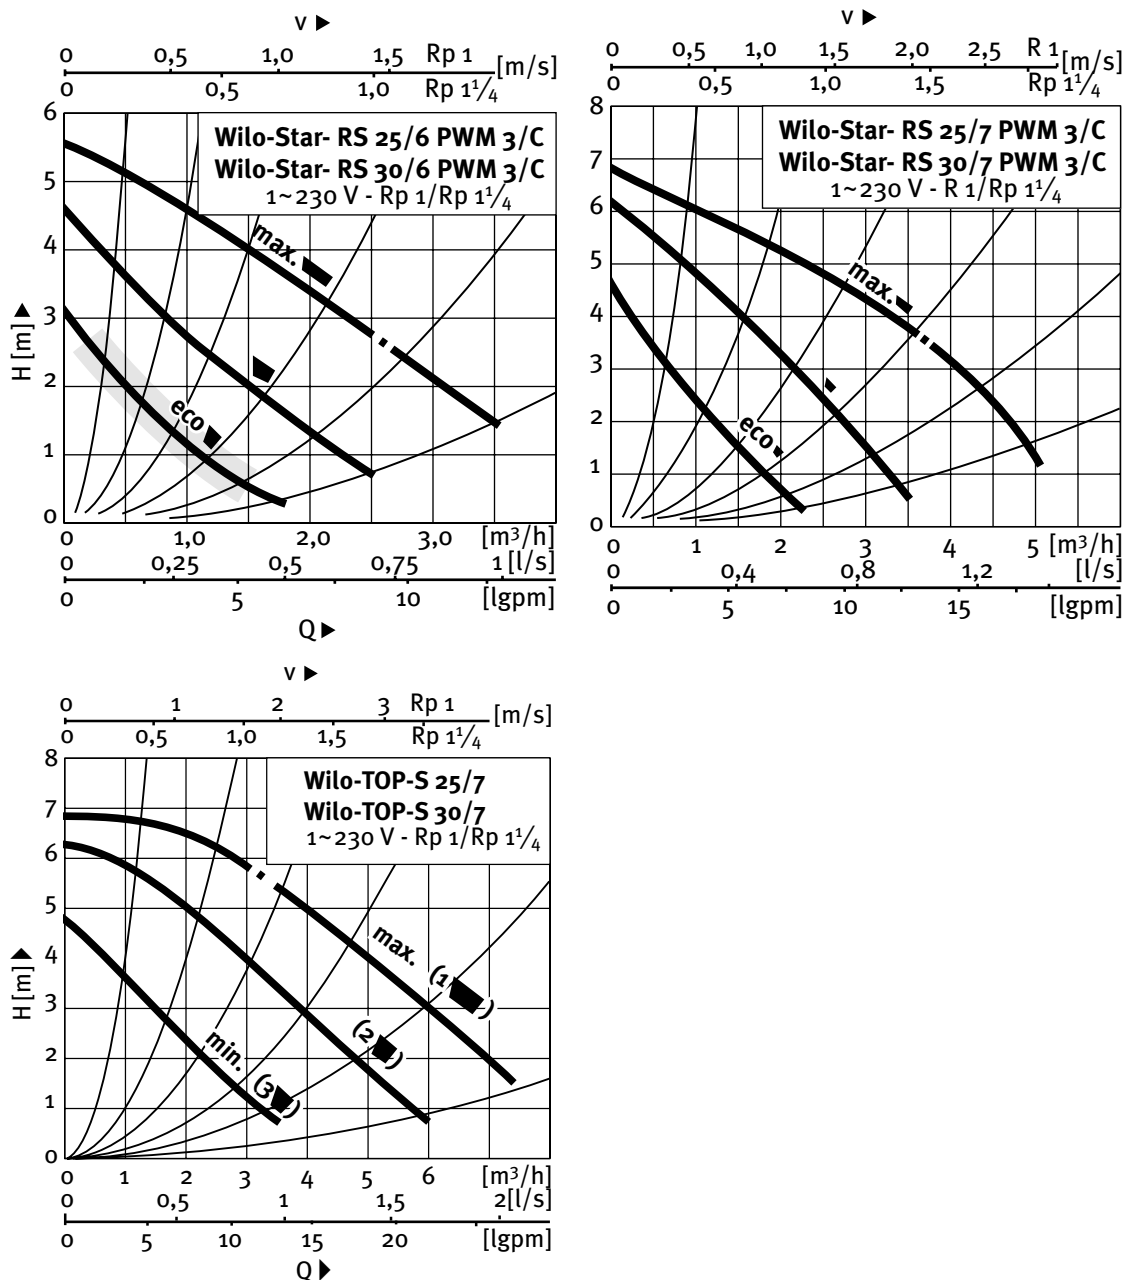 v ▶
0 0,5 1,0 1,5 Rp 1
[m/s]
0 0,5 1,0 Rp 1¼
6
Wilo-Star- RS 25/6 PWM 3/C
Wilo-Star- RS 30/6 PWM 3/C
1~230 V - Rp 1/Rp 1¼
5
4
3
2
1
0
H [m] ▶
max.
eco
0 1,0 2,0 3,0 [m³/h]
0 0,25 0,5 0,75 1 [l/s]
0 5 10 [lgpm]
Q ▶
v ▶
0 0,5 1,0 1,5 2,0 2,5 R 1
[m/s]
0 0,5 1,0 1,5 Rp 1¼
8
Wilo-Star- RS 25/7 PWM 3/C
Wilo-Star- RS 30/7 PWM 3/C
1~230 V - R 1/Rp 1¼
7
6
5
4
3
2
1
0
max.
eco
0 1 2 3 4 5 [m³/h]
0 0,4 0,8 1,2 [l/s]
0 5 10 15 [lgpm]
v ▶
0 1 2 3 Rp 1
[m/s]
0 0,5 1,0 1,5 Rp 1¼
8
Wilo-TOP-S 25/7
Wilo-TOP-S 30/7
1~230 V - Rp 1/Rp 1¼
7
6
5
4
3
2
1
0
H [m] ▶
max. (1)
(2)
min. (3)
0 1 2 3 4 5 6 [m³/h]
0 0,5 1 1,5 2 [l/s]
0 5 10 15 20 [lgpm]
Q ▶